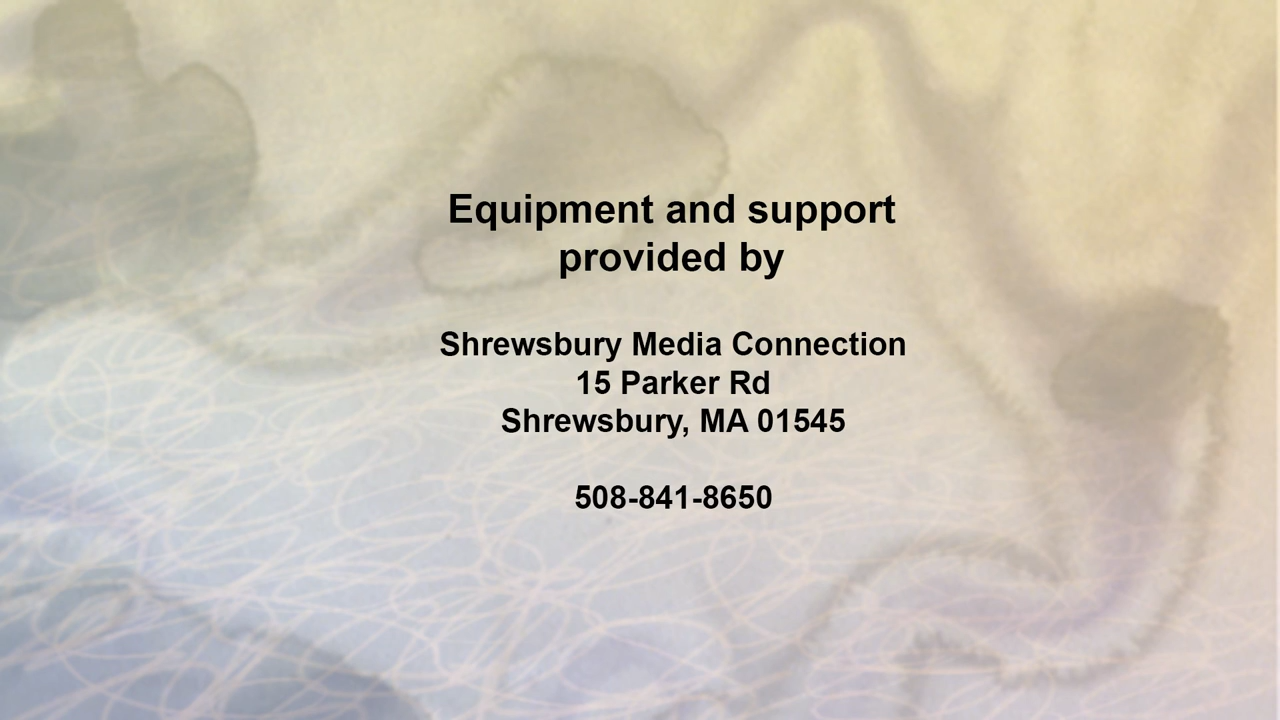 Equipment and support
provided by
Shrewsbury Media Connection
15 Parker Rd
Shrewsbury, MA 01545
508-841-8650